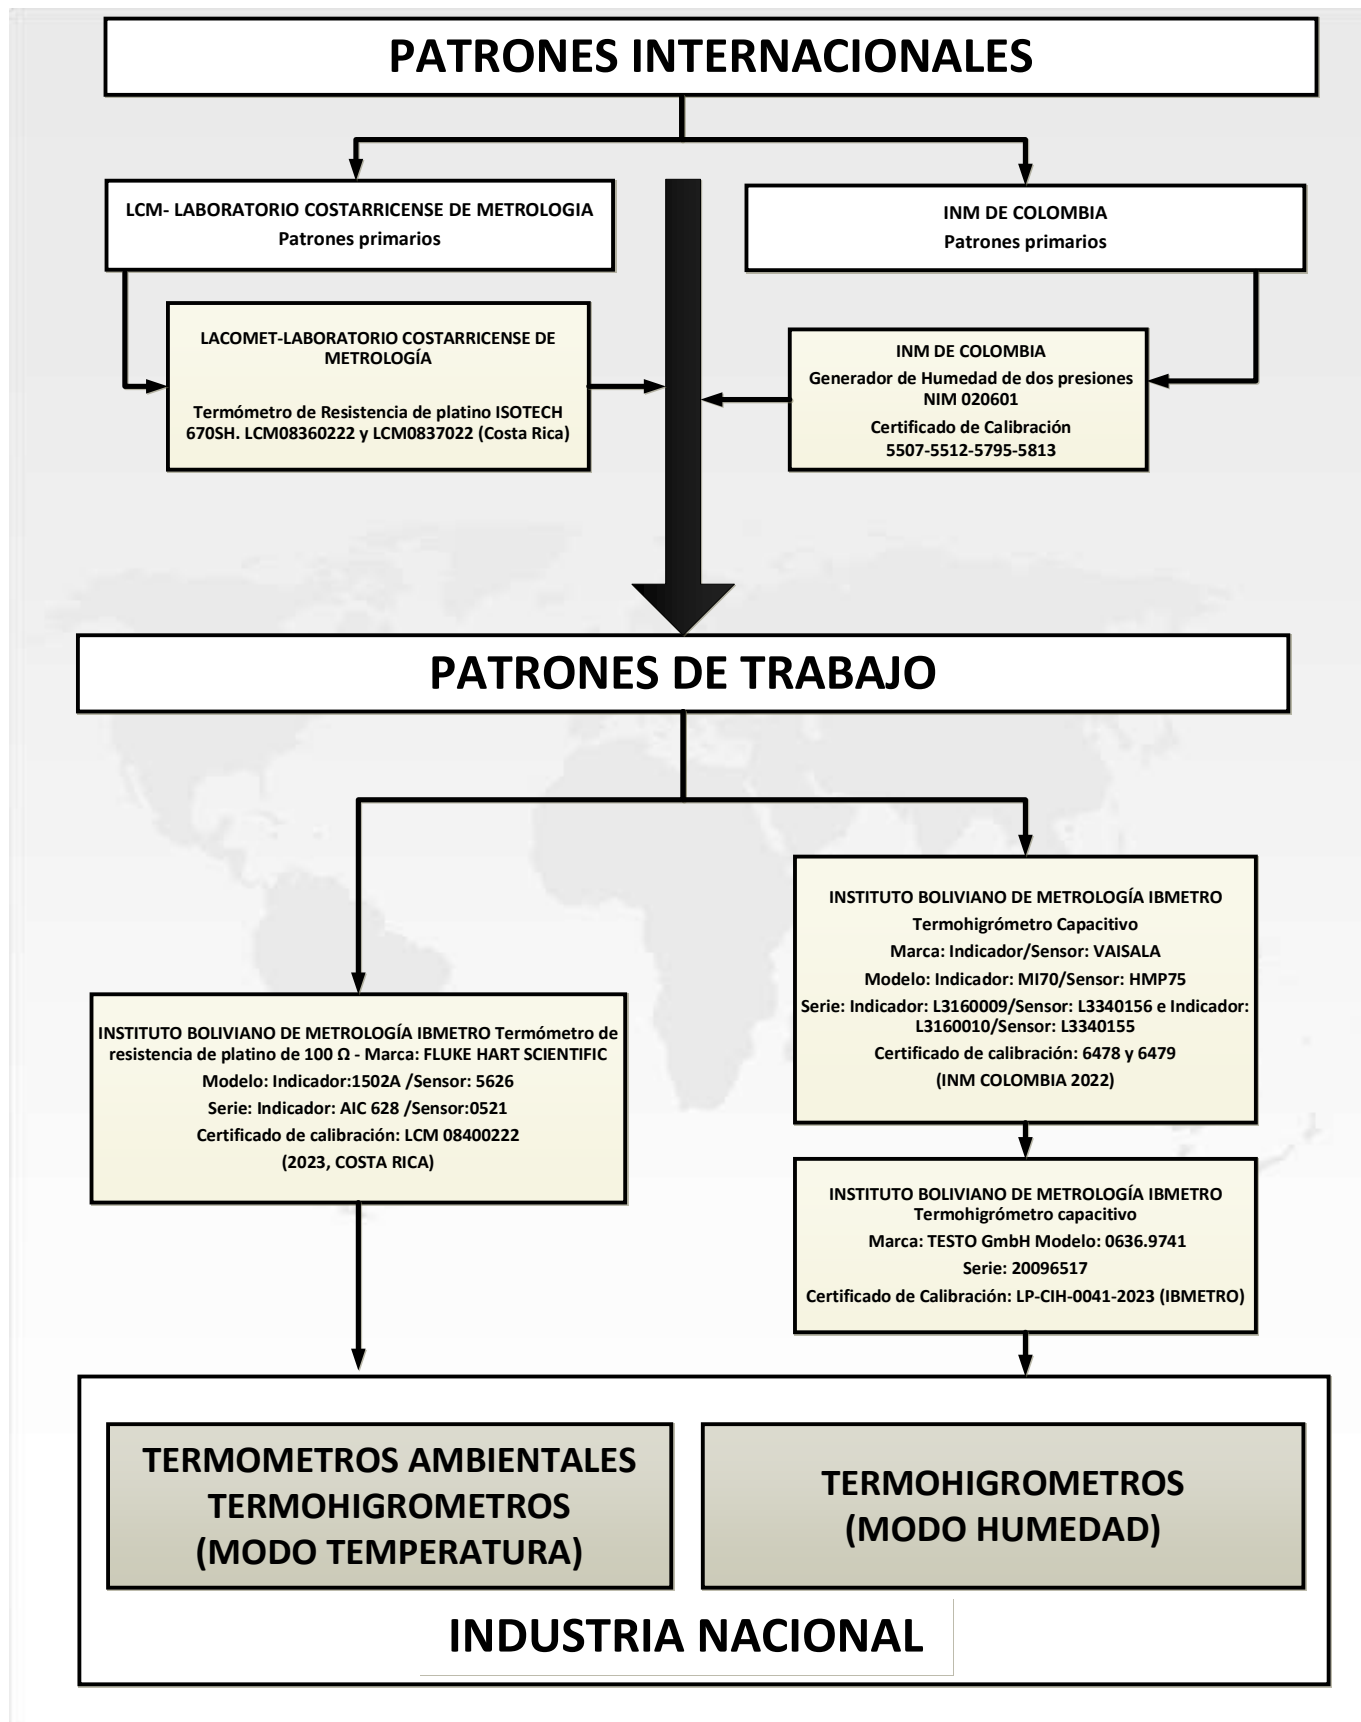 PATRONES INTERNACIONALES
LCM- LABORATORIO COSTARRICENSE DE METROLOGIA
Patrones primarios
INM DE COLOMBIA
Patrones primarios
LACOMET-LABORATORIO COSTARRICENSE DE
METROLOGÍA
Termómetro de Resistencia de platino ISOTECH
670SH. LCM08360222 y LCM0837022 (Costa Rica)
INM DE COLOMBIA
Generador de Humedad de dos presiones
NIM 020601
Certificado de Calibración
5507-5512-5795-5813
PATRONES DE TRABAJO
INSTITUTO BOLIVIANO DE METROLOGÍA IBMETRO Termómetro de
resistencia de platino de 100 Ω - Marca: FLUKE HART SCIENTIFIC
Modelo: Indicador:1502A /Sensor: 5626
Serie: Indicador: AIC 628 /Sensor:0521
Certificado de calibración: LCM 08400222
(2023, COSTA RICA)
INSTITUTO BOLIVIANO DE METROLOGÍA IBMETRO
Termohigrómetro Capacitivo
Marca: Indicador/Sensor: VAISALA
Modelo: Indicador: MI70/Sensor: HMP75
Serie: Indicador: L3160009/Sensor: L3340156 e Indicador:
L3160010/Sensor: L3340155
Certificado de calibración: 6478 y 6479
(INM COLOMBIA 2022)
INSTITUTO BOLIVIANO DE METROLOGÍA IBMETRO
Termohigrómetro capacitivo
Marca: TESTO GmbH Modelo: 0636.9741
Serie: 20096517
Certificado de Calibración: LP-CIH-0041-2023 (IBMETRO)
TERMOMETROS AMBIENTALES
TERMOHIGROMETROS
(MODO TEMPERATURA)
TERMOHIGROMETROS
(MODO HUMEDAD)
INDUSTRIA NACIONAL